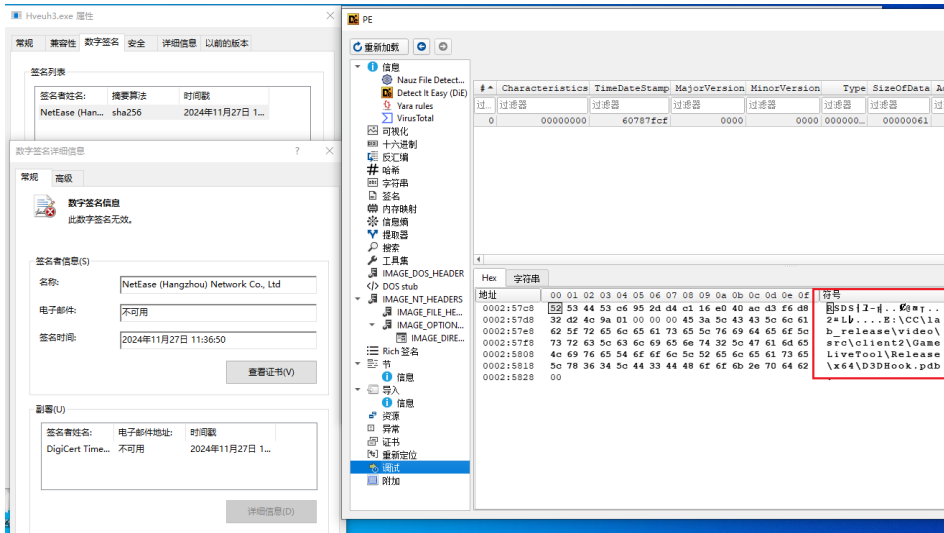 Hveuh3.exe 属性
常规 兼容性 数字签名 安全 详细信息 以前的版本
签名列表
签名者姓名: 摘要算法 时间戳
NetEase (Han... sha256 2024年11月27日 1...
数字签名详细信息 ?
常规 高级
数字签名信息
此数字签名无效。
签名者信息(S)
名称: NetEase (Hangzhou) Network Co., Ltd
电子邮件: 不可用
签名时间: 2024年11月27日 11:36:50
查看证书(V)
副署(U)
签名者姓名: 电子邮件地址: 时间戳
DigiCert Time... 不可用 2024年11月27日 1...
详细信息(D)
PE
重新加载
信息
Nauz File Detect...
Detect It Easy (DiE)
Yara rules
VirusTotal
可视化
十六进制
反汇编
哈希
字符串
签名
内存映射
信息熵
提取器
搜索
工具集
IMAGE_DOS_HEADER
DOS stub
IMAGE_NT_HEADERS
IMAGE_FILE_HE...
IMAGE_OPTION...
IMAGE_DIRE...
Rich 签名
节
信息
导入
信息
资源
异常
证书
重新定位
调试
附加
# Characteristics TimeDateStamp MajorVersion MinorVersion Type SizeOfData
过... 过滤器 过滤器 过滤器 过滤器 过滤器 过滤器
0 00000000 60787fcf 0000 0000 000000... 00000061
Hex 字符串
地址 00 01 02 03 04 05 06 07 08 09 0a 0b 0c 0d 0e 0f 符号
0002:57c8 52 53 44 53 c6 95 2d d4 c1 16 e0 40 ac d3 f6 d8
0002:57d8 32 d2 4c 9a 01 00 00 00 45 3a 5c 43 43 5c 6c 61
0002:57e8 62 5f 72 65 6c 65 61 73 65 5c 76 69 64 65 6f 5c b_release\video\
0002:57f8 73 72 63 5c 63 6c 69 65 6e 74 32 5c 47 61 6d 65 src\client2\Game
0002:5808 4c 69 76 65 54 6f 6f 6c 5c 52 65 6c 65 61 73 65 LiveTool\Release
0002:5818 5c 78 36 34 5c 44 33 44 48 6f 6f 6b 2e 70 64 62 \x64\D3DHook.pdb
0002:5828 00